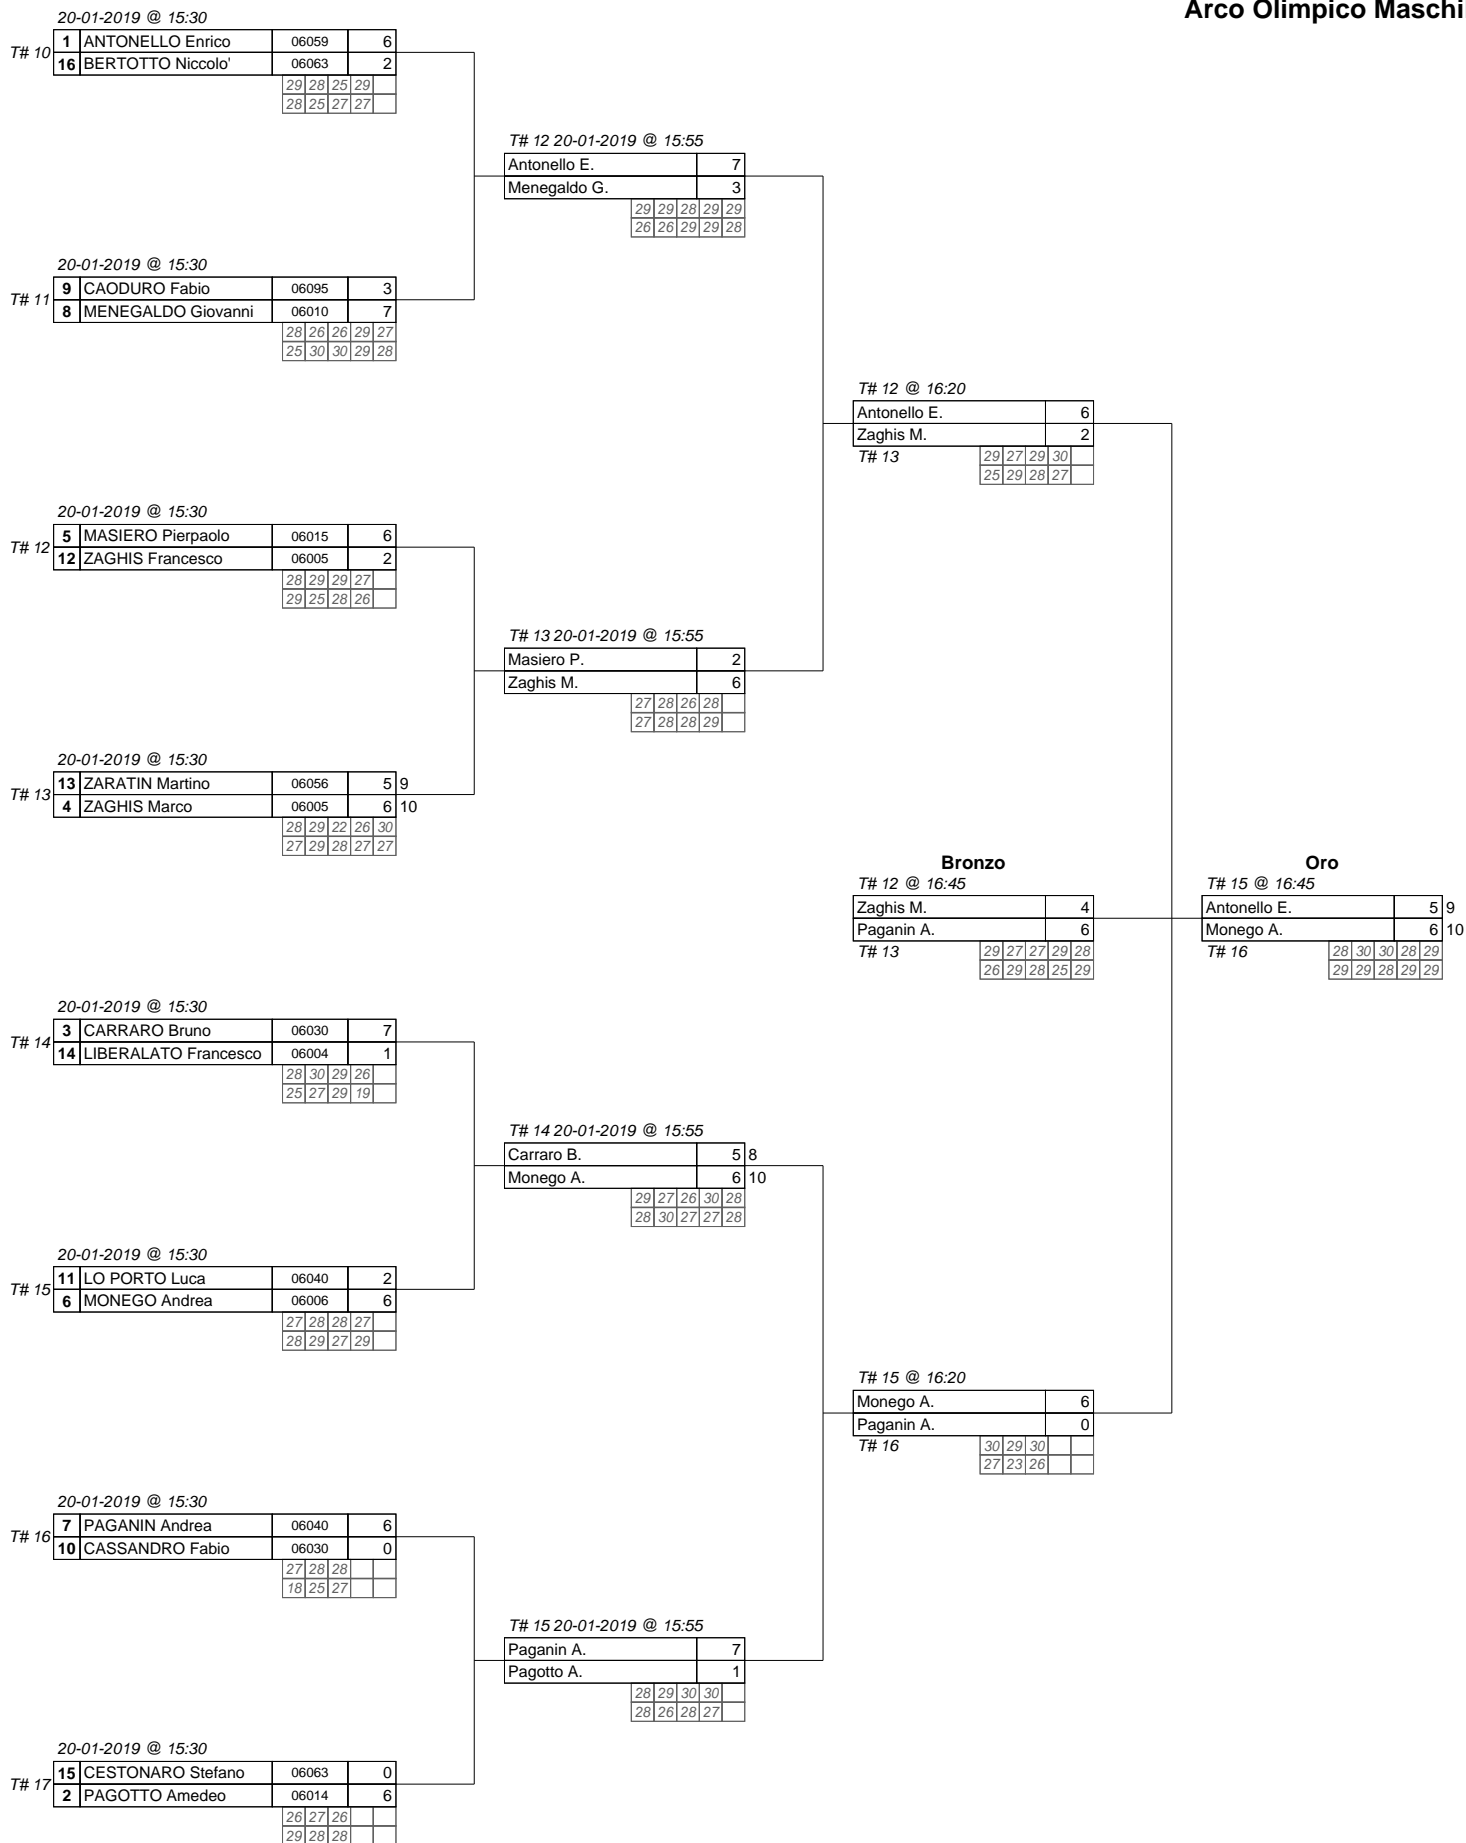 Arco Olimpico Maschi
20-01-2019 @ 15:30
T# 10
1 ANTONELLO Enrico 06059 6
16 BERTOTTO Niccolo' 06063 2
29 28 25 29
28 25 27 27
T# 12 20-01-2019 @ 15:55
Antonello E. 7
Menegaldo G. 3
29 29 28 29 29
26 26 29 29 28
20-01-2019 @ 15:30
T# 11
9 CAODURO Fabio 06095 3
8 MENEGALDO Giovanni 06010 7
28 26 26 29 27
25 30 30 29 28
T# 12 @ 16:20
Antonello E. 6
Zaghis M. 2
T# 13
29 27 29 30
25 29 28 27
20-01-2019 @ 15:30
T# 12
5 MASIERO Pierpaolo 06015 6
12 ZAGHIS Francesco 06005 2
28 29 29 27
29 25 28 26
T# 13 20-01-2019 @ 15:55
Masiero P. 2
Zaghis M. 6
27 28 26 28
27 28 28 29
20-01-2019 @ 15:30
T# 13
13 ZARATIN Martino 06056 5 9
4 ZAGHIS Marco 06005 6 10
28 29 22 26 30
27 29 28 27 27
Bronzo
T# 12 @ 16:45
Zaghis M. 4
Paganin A. 6
T# 13
29 27 27 29 28
26 29 28 25 29
Oro
T# 15 @ 16:45
Antonello E. 5 9
Monego A. 6 10
T# 16
28 30 30 28 29
29 29 28 29 29
20-01-2019 @ 15:30
T# 14
3 CARRARO Bruno 06030 7
14 LIBERALATO Francesco 06004 1
28 30 29 26
25 27 29 19
T# 14 20-01-2019 @ 15:55
Carraro B. 5 8
Monego A. 6 10
29 27 26 30 28
28 30 27 27 28
20-01-2019 @ 15:30
T# 15
11 LO PORTO Luca 06040 2
6 MONEGO Andrea 06006 6
27 28 28 27
28 29 27 29
T# 15 @ 16:20
Monego A. 6
Paganin A. 0
T# 16
30 29 30
27 23 26
20-01-2019 @ 15:30
T# 16
7 PAGANIN Andrea 06040 6
10 CASSANDRO Fabio 06030 0
27 28 28
18 25 27
T# 15 20-01-2019 @ 15:55
Paganin A. 7
Pagotto A. 1
28 29 30 30
28 26 28 27
20-01-2019 @ 15:30
T# 17
15 CESTONARO Stefano 06063 0
2 PAGOTTO Amedeo 06014 6
26 27 26
29 28 28